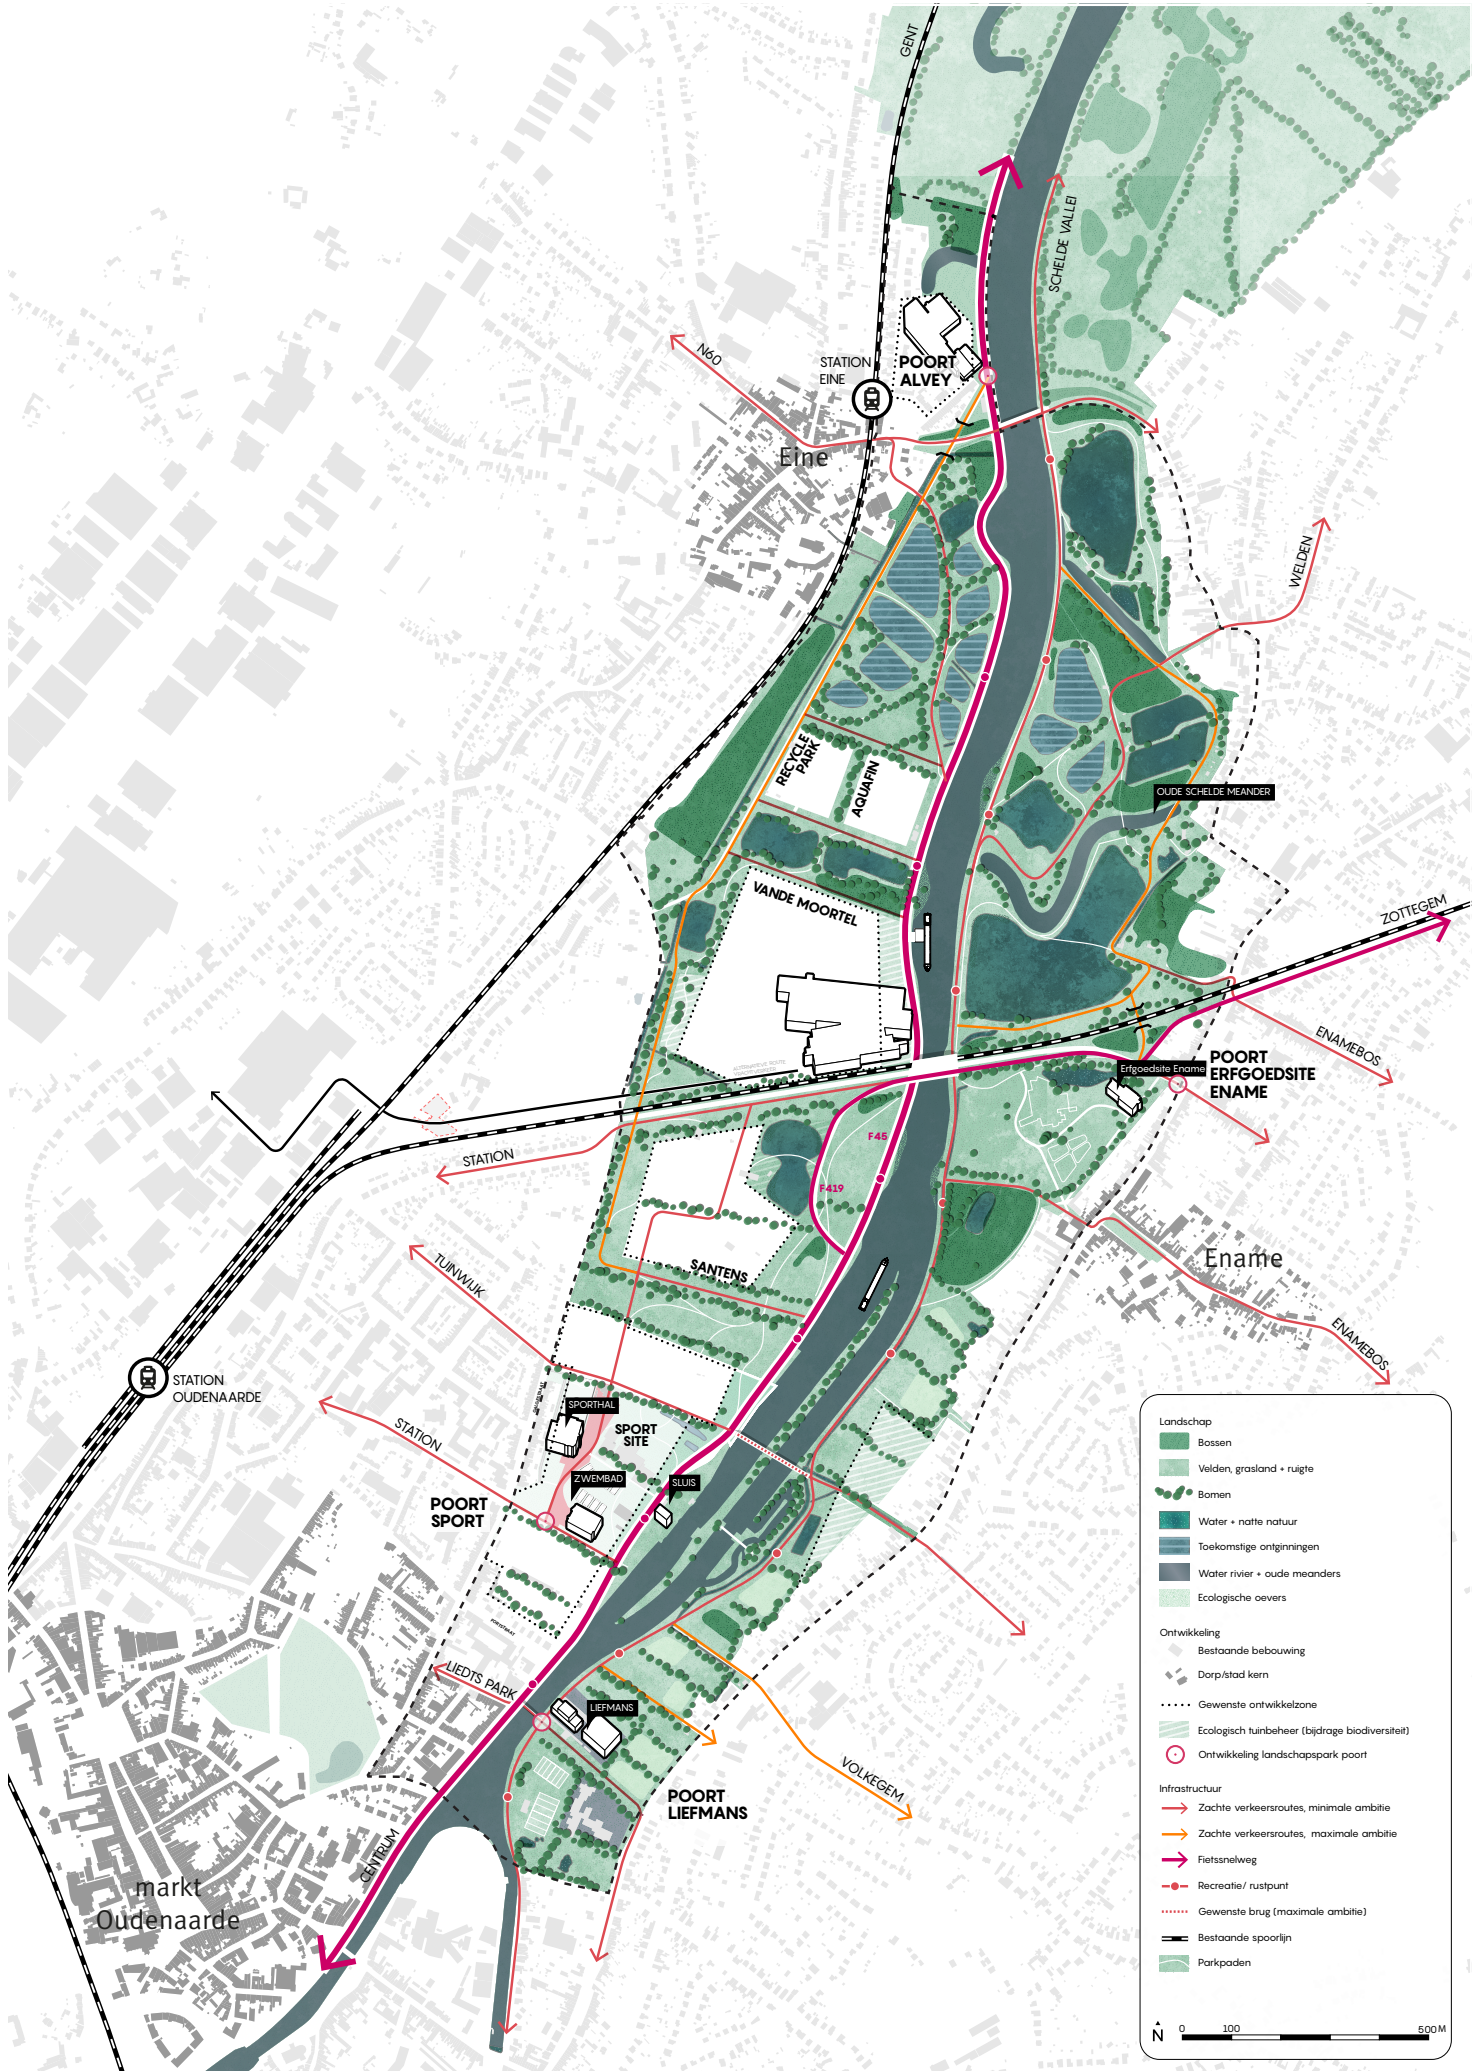 GENT
SCHELDE VALLEI
N60
STATION
EINE
POORT
ALVEY
Eine
WELDEN
RECYCLE
PARK
AQUAFIN
OUDE SCHELDE MEANDER
VANDE MOORTEL
ZOTTEGEM
ENAMEBOS
POORT
ERFGOEDSITE
ENAME
Erfgoedsite Ename
F45
STATION
F419
TUINWIJK
SANTENS
Ename
ENAMEBOS
STATION
OUDENAARDE
STATION
SPORTHAL
SPORT
SITE
ZWEMBAD
SLUIS
POORT
SPORT
LIEDTS PARK
LIEFMANS
VOLKEGEM
POORT
LIEFMANS
CENTRUM
markt
Oudenaarde
Landschap
Bossen
Velden, grasland + ruigte
Bomen
Water + natte natuur
Toekomstige ontginningen
Water rivier + oude meanders
Ecologische oevers
Ontwikkeling
Bestaande bebouwing
Dorp/stad kern
Gewenste ontwikkelzone
Ecologisch tuinbeheer (bijdrage biodiversiteit)
Ontwikkeling landschapspark poort
Infrastructuur
Zachte verkeersroutes, minimale ambitie
Zachte verkeersroutes, maximale ambitie
Fietssnelweg
Recreatie/ rustpunt
Gewenste brug (maximale ambitie)
Bestaande spoorlijn
Parkpaden
N
0 100 500 M